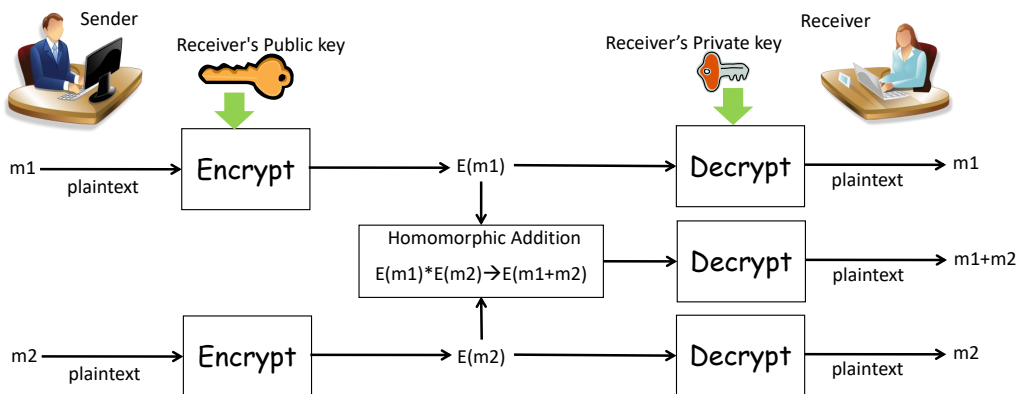 Sender
Receiver
Receiver's Public key
Receiver’s Private key
m1
plaintext
Encrypt
E(m1)
Decrypt
plaintext
m1
Homomorphic Addition
E(m1)*E(m2)→E(m1+m2)
Decrypt
plaintext
m1+m2
m2
plaintext
Encrypt
E(m2)
Decrypt
plaintext
m2